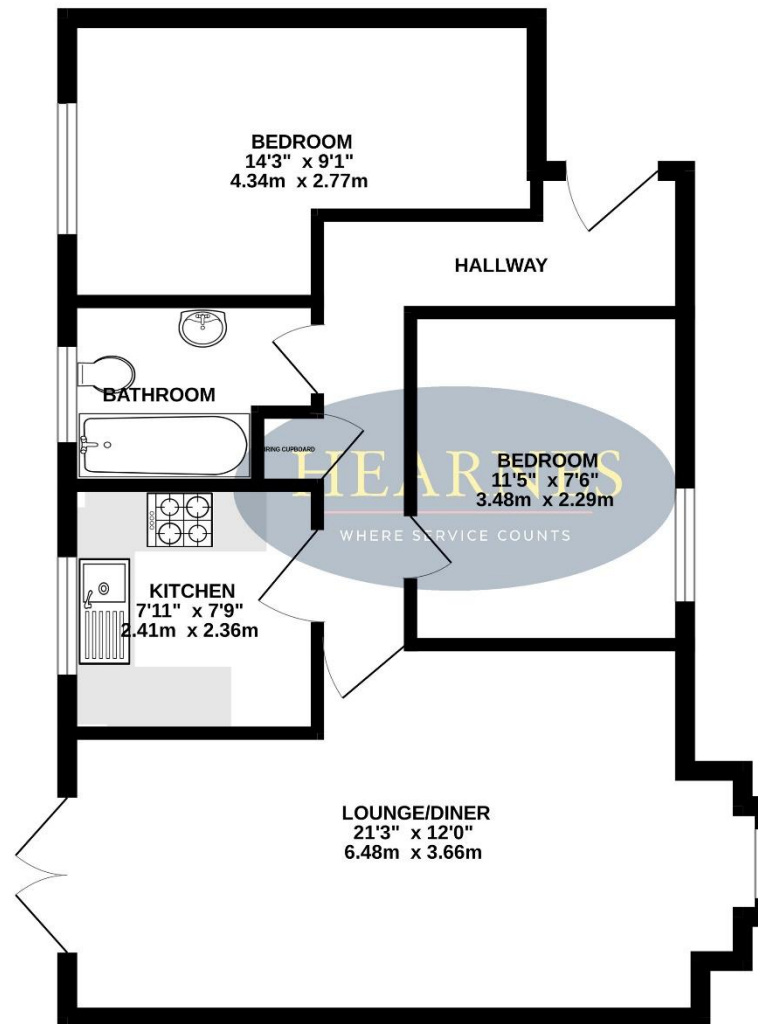 BEDROOM
14'3" x 9'1"
4.34m x 2.77m
HALLWAY
BATHROOM
CUPBOARD
HEARNES
WHERE SERVICE COUNTS
BEDROOM
11'5" x 7'6"
3.48m x 2.29m
KITCHEN
7'11" x 7'9"
2.41m x 2.36m
LOUNGE/DINER
21'3" x 12'0"
6.48m x 3.66m